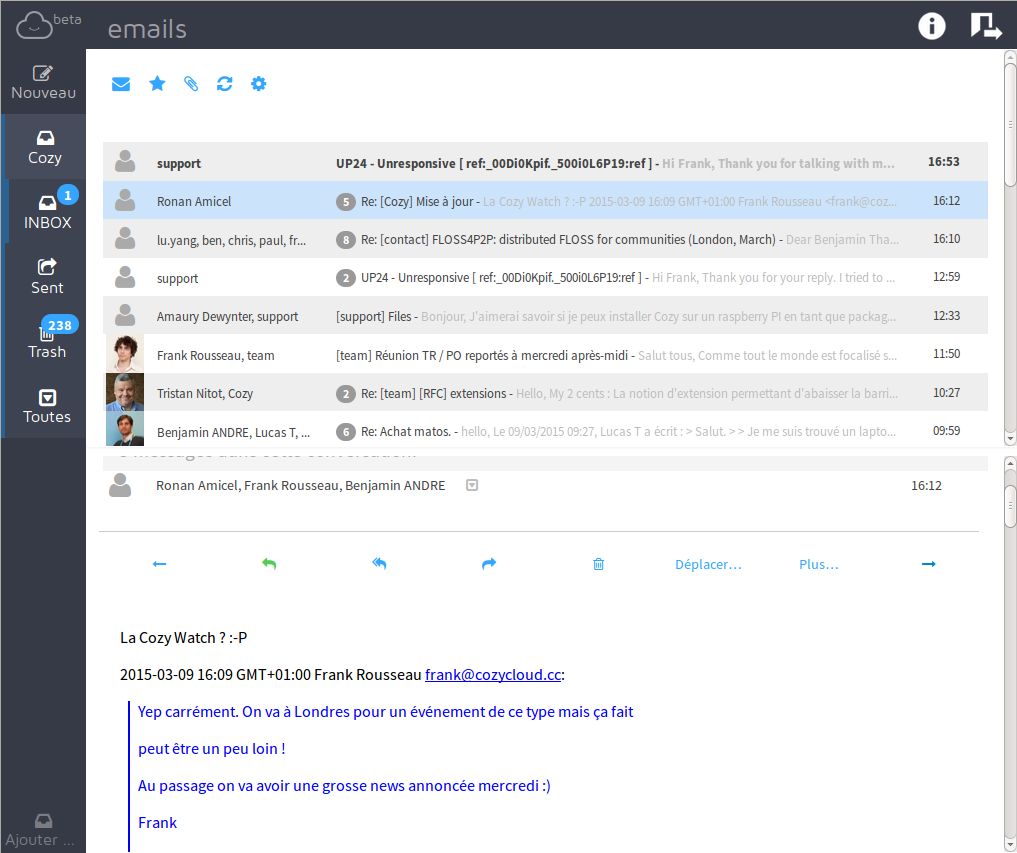 beta
emails
Nouveau
Cozy
1
INBOX
Sent
238
Trash
Toutes
Ajouter ...
support UP24 - Unresponsive [ ref:_00Di0Kpif._500i0L6P19:ref ] - Hi Frank, Thank you for talking with m... 16:53
Ronan Amicel 5 Re: [Cozy] Mise à jour - La Cozy Watch ? :-P 2015-03-09 16:09 GMT+01:00 Frank Rousseau <frank@coz... 16:12
lu.yang, ben, chris, paul, fr... 8 Re: [contact] FLOSS4P2P: distributed FLOSS for communities (London, March) - Dear Benjamin Tha... 16:10
support 2 UP24 - Unresponsive [ ref:_00Di0Kpif._500i0L6P19:ref ] - Hi Frank, Thank you for your reply. I tried to ... 12:59
Amaury Dewynter, support [support] Files - Bonjour, J'aimerai savoir si je peux installer Cozy sur un raspberry PI en tant que packag... 12:33
Frank Rousseau, team [team] Réunion TR / PO reportés à mercredi après-midi - Salut tous, Comme tout le monde est focalisé s... 11:50
Tristan Nitot, Cozy 2 Re: [team] [RFC] extensions - Hello, My 2 cents : La notion d'extension permettant d'abaisser la barri... 10:27
Benjamin ANDRE, Lucas T, ... 6 Re: Achat matos. - hello, Le 09/03/2015 09:27, Lucas T a écrit : > Salut. > > Je me suis trouvé un lapto... 09:59
messages dans cette conversation.
Ronan Amicel, Frank Rousseau, Benjamin ANDRE 16:12
Déplacer... Plus...
La Cozy Watch ? :-P
2015-03-09 16:09 GMT+01:00 Frank Rousseau frank@cozycloud.cc:
Yep carrément. On va à Londres pour un événement de ce type mais ça fait
peut être un peu loin !
Au passage on va avoir une grosse news annoncée mercredi :)
Frank